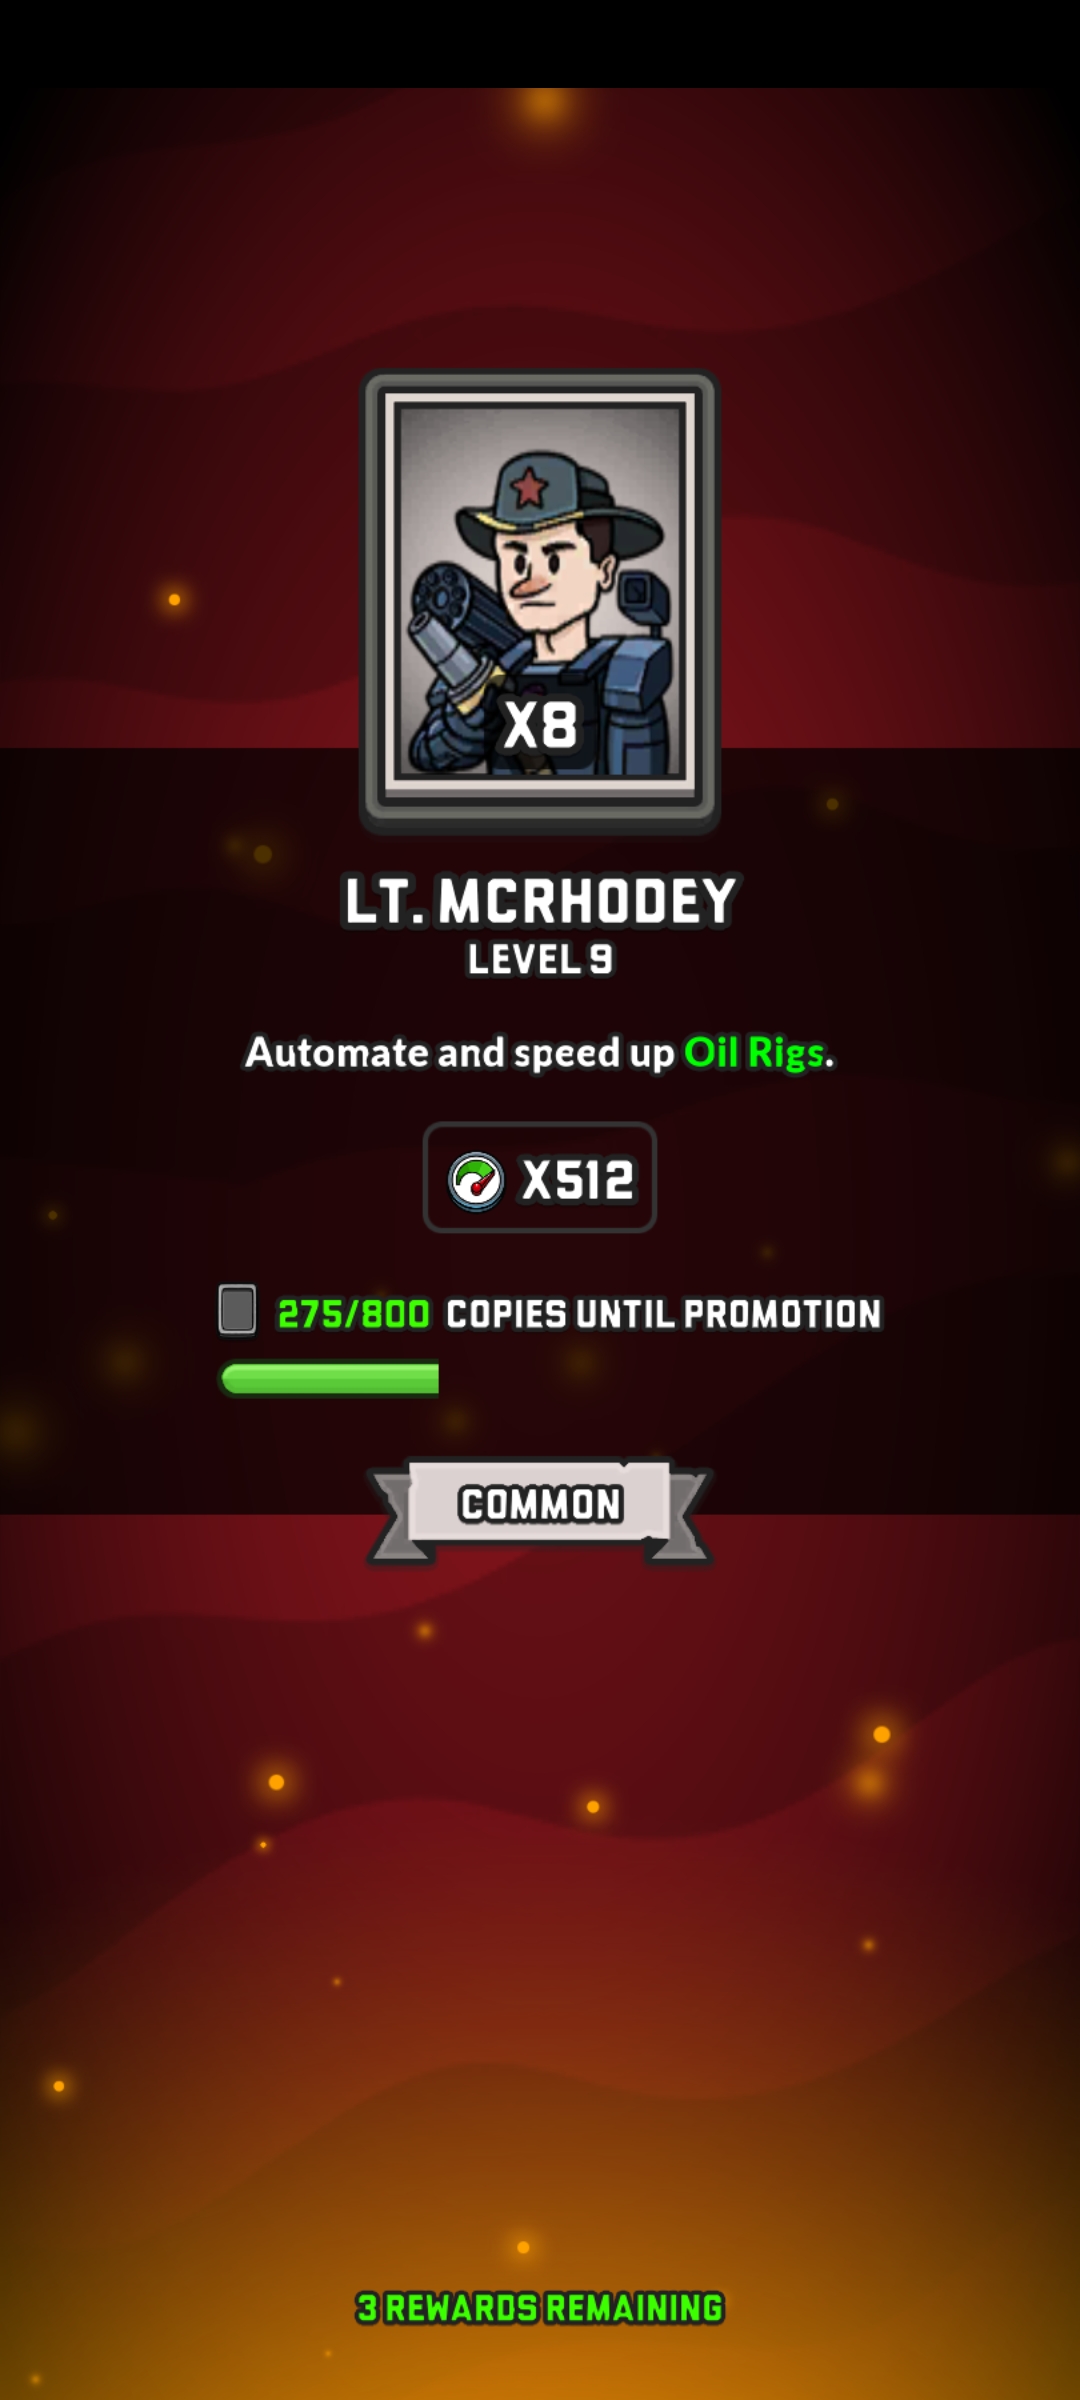 X8
LT. MCRHODEY
LEVEL 9
Automate and speed up Oil Rigs.
X512
275/800 COPIES UNTIL PROMOTION
COMMON
3 REWARDS REMAINING